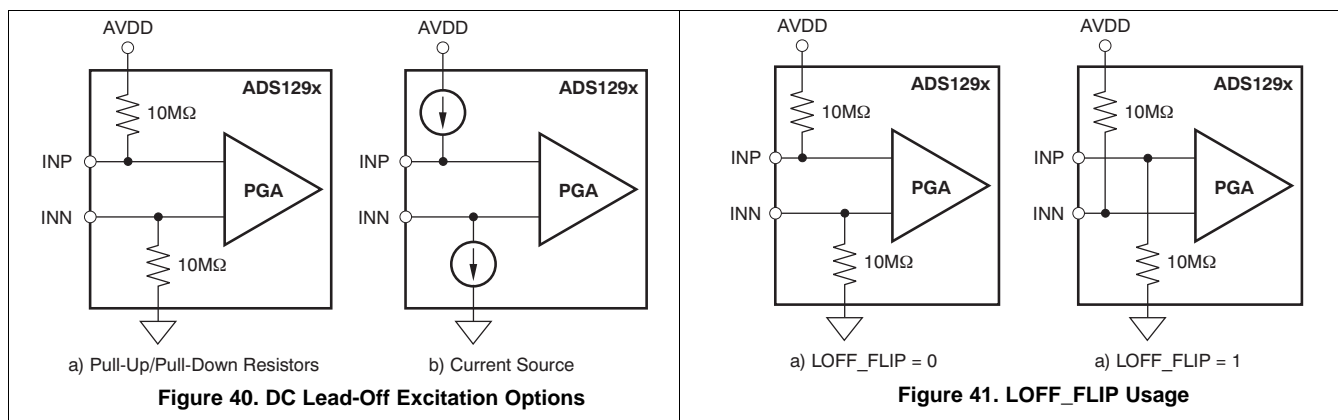 AVDD
ADS129x
10MΩ
INP
PGA
INN
10MΩ
a) Pull-Up/Pull-Down Resistors
AVDD
ADS129x
INP
PGA
INN
b) Current Source
Figure 40. DC Lead-Off Excitation Options
AVDD
ADS129x
10MΩ
INP
PGA
INN
10MΩ
a) LOFF_FLIP = 0
AVDD
ADS129x
10MΩ
INP
PGA
INN
10MΩ
a) LOFF_FLIP = 1
Figure 41. LOFF_FLIP Usage